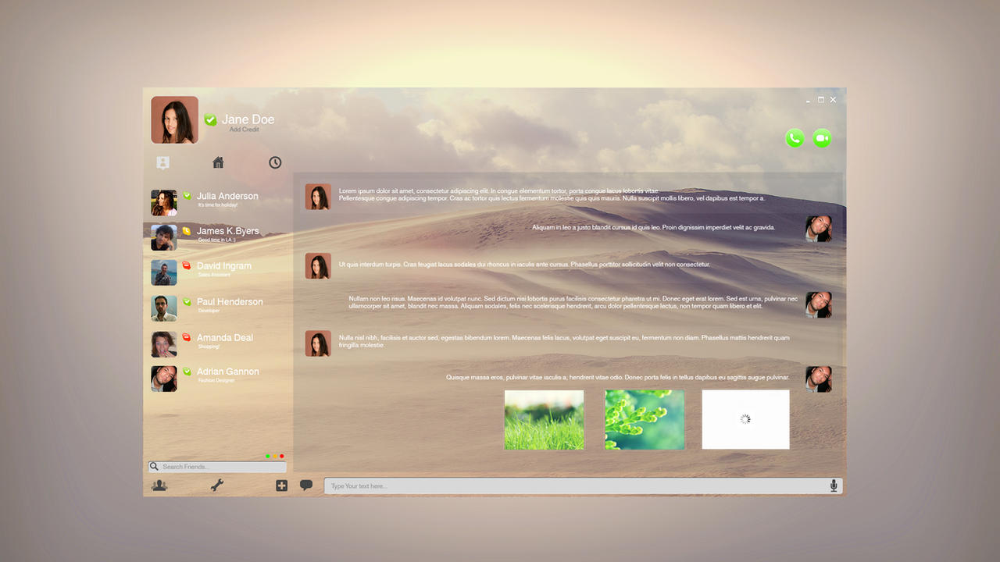 Jane Doe
Add Credit
Julia Anderson
It's time for holiday!
James K.Byers
Good time in LA :)
David Ingram
Sales Assistant
Paul Henderson
Developer
Amanda Deal
Shopping!
Adrian Gannon
Fashion Designer
Search Friends...
Lorem ipsum dolor sit amet, consectetur adipiscing elit. In congue elementum tortor, porta congue lacus lobortis vitae.
Pellentesque congue adipiscing tempor. Cras ac tortor quis lectus fermentum molestie quis quis mauris. Nulla suscipit mollis libero, vel dapibus est tempor a.
Aliquam in leo a justo blandit cursus id quis leo. Proin dignissim imperdiet velit ac gravida.
Ut quis interdum turpis. Cras feugiat lacus sodales dui rhoncus in iaculis ante cursus. Phasellus porttitor sollicitudin velit non consectetur.
Nullam non leo risus. Maecenas id volutpat nunc. Sed dictum nisi lobortis purus facilisis consectetur pharetra ut mi. Donec eget erat lorem. Sed est urna, pulvinar nec
ullamcorper sit amet, blandit nec massa. Aliquam sodales, felis nec scelerisque hendrerit, arcu dolor pellentesque lectus, non tempor quam libero et elit.
Nulla nisl nibh, facilisis et auctor sed, egestas bibendum lorem. Maecenas felis lacus, volutpat eget suscipit eu, fermentum non diam. Phasellus mattis hendrerit quam
fringilla molestie.
Quisque massa eros, pulvinar vitae iaculis a, hendrerit vitae odio. Donec porta felis in tellus dapibus eu sagittis augue pulvinar.
Type Your text here...